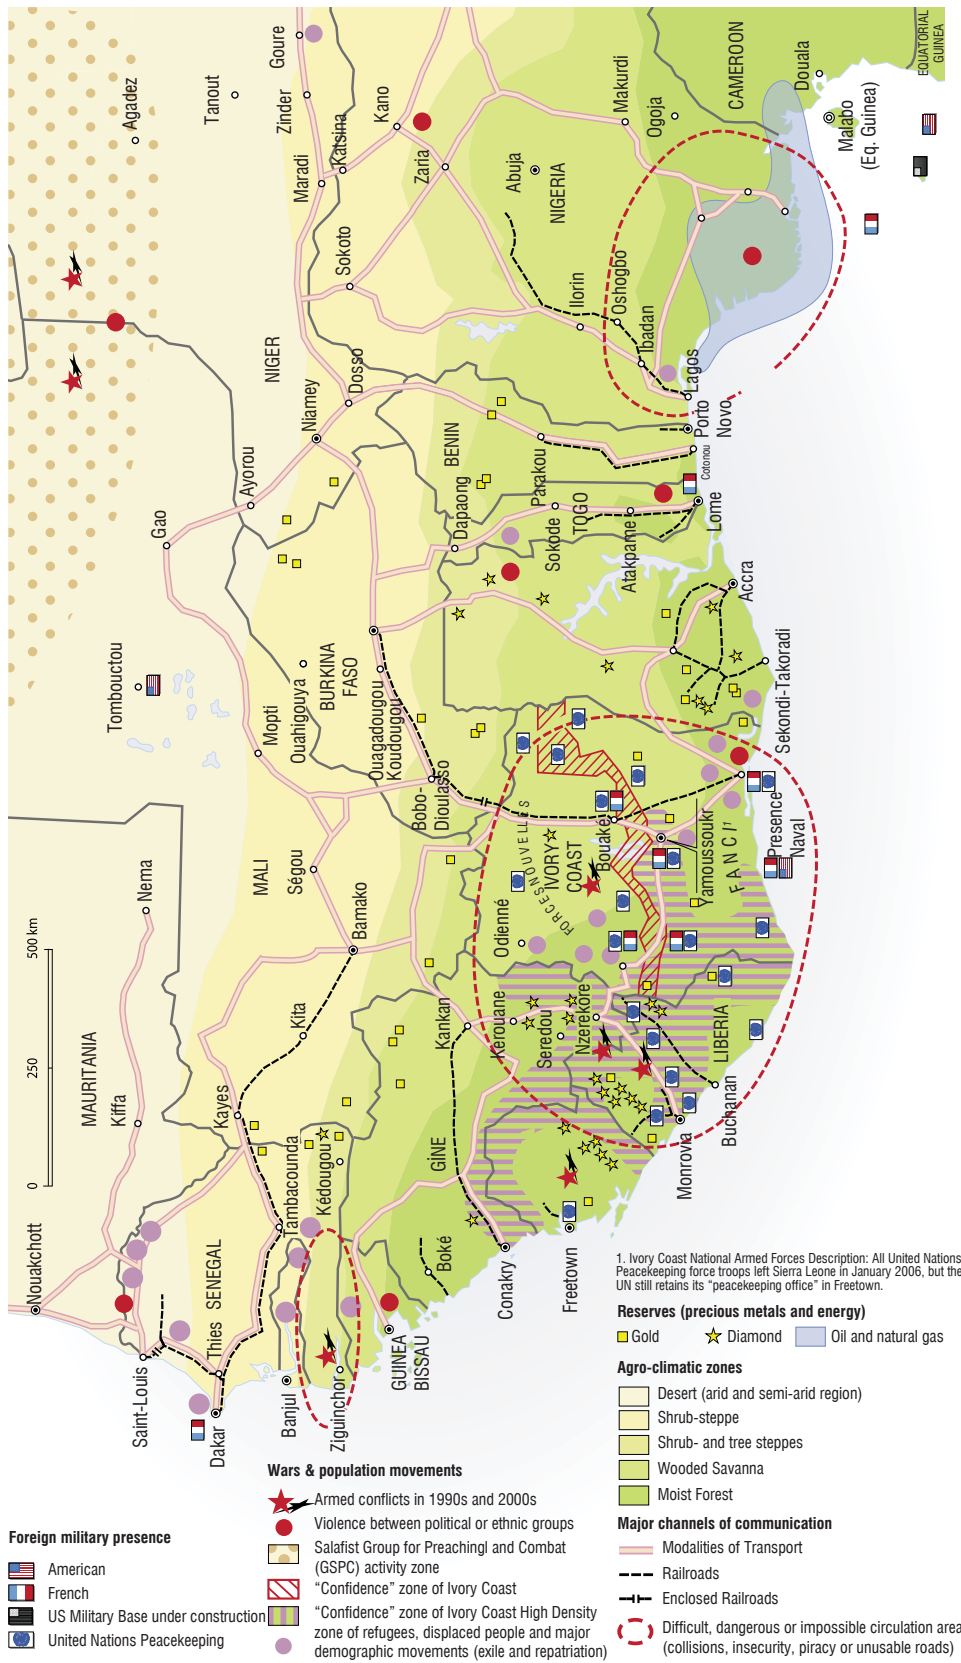 Goure
Agadez
Tanout
Zinder
Kano
Maradi
Katsina
Zaria
Makurdi
Ogoja
CAMEROON
Douala
EQUATORIAL
GUINEA
Malabo
(Eq. Guinea)
Abuja
NIGERIA
Sokoto
Ilorin
Oshogbo
Ibadan
Lagos
NIGER
Dosso
Niamey
Ayorou
Gao
BENIN
Parakou
Porto
Novo
Cotonou
Dapaong
Sokode
TOGO
Atakpame
Lome
Accra
Sekondi-Takoradi
Tombouctou
Mopti
Ouahigouya
BURKINA
FASO
Ouagadougou
Koudougou
Bobo-
Dioulasso
MALI
Ségou
Bamako
Nema
500 km
250
0
MAURITANIA
Kiffa
Kayes
Kita
Nouakchott
FORCES NOUVELLES
IVORY
COAST
Bouaké
Odienné
Yamoussoukr
FANCI1
Presence
Naval
Kankan
Kerouane
Seredou
Nzerekore
LIBERIA
Buchanan
Monrovia
GINE
Tambacounda
Kédougou
SENEGAL
Thies
Saint-Louis
Dakar
Banjul
Ziguinchor
GUINEA
BISSAU
Boké
Conakry
Freetown
1. Ivory Coast National Armed Forces Description: All United Nations
Peacekeeping force troops left Sierra Leone in January 2006, but the
UN still retains its “peacekeeping office” in Freetown.
Reserves (precious metals and energy)
Gold
Diamond
Oil and natural gas
Agro-climatic zones
Desert (arid and semi-arid region)
Shrub-steppe
Shrub- and tree steppes
Wooded Savanna
Moist Forest
Major channels of communication
Modalities of Transport
Railroads
Enclosed Railroads
Difficult, dangerous or impossible circulation area
(collisions, insecurity, piracy or unusable roads)
Wars & population movements
Armed conflicts in 1990s and 2000s
Violence between political or ethnic groups
Salafist Group for Preachingl and Combat
(GSPC) activity zone
“Confidence” zone of Ivory Coast
“Confidence” zone of Ivory Coast High Density
zone of refugees, displaced people and major
demographic movements (exile and repatriation)
Foreign military presence
American
French
US Military Base under construction
United Nations Peacekeeping